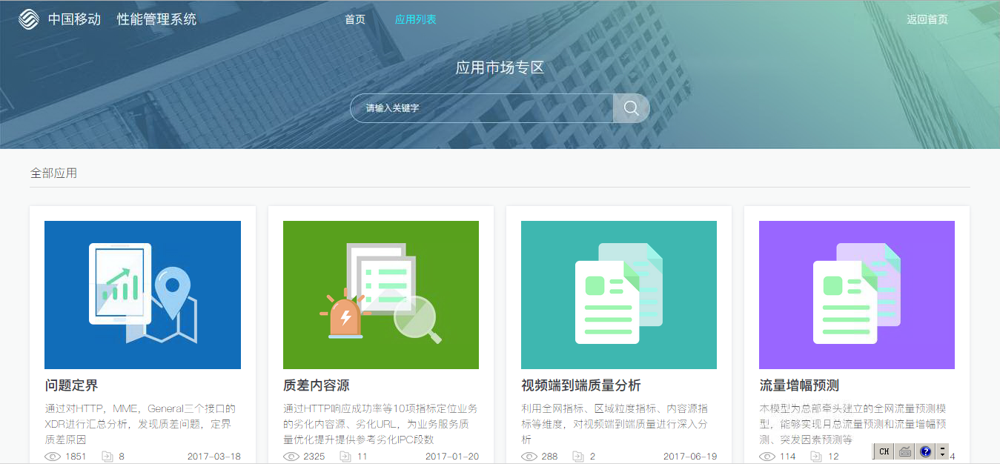 中国移动 性能管理系统 首页 应用列表 返回首页
应用市场专区
请输入关键字
全部应用
问题定界
通过对HTTP，MME，General三个接口的
XDR进行汇总分析，发现质差问题，定界
质差原因
1851 8 2017-03-18
质差内容源
通过HTTP响应成功率等10项指标定位业务
的劣化内容源、劣化URL，为业务服务质
量优化提升提供参考劣化IPC段数
2325 11 2017-01-20
视频端到端质量分析
利用全网指标、区域粒度指标、内容源指
标等维度，对视频端到端质量进行深入分
析
288 2 2017-06-19
流量增幅预测
本模型为总部牵头建立的全网流量预测模
型，能够实现月总流量预测和流量增幅预
测、突发因素预测等
114 12 4
CH